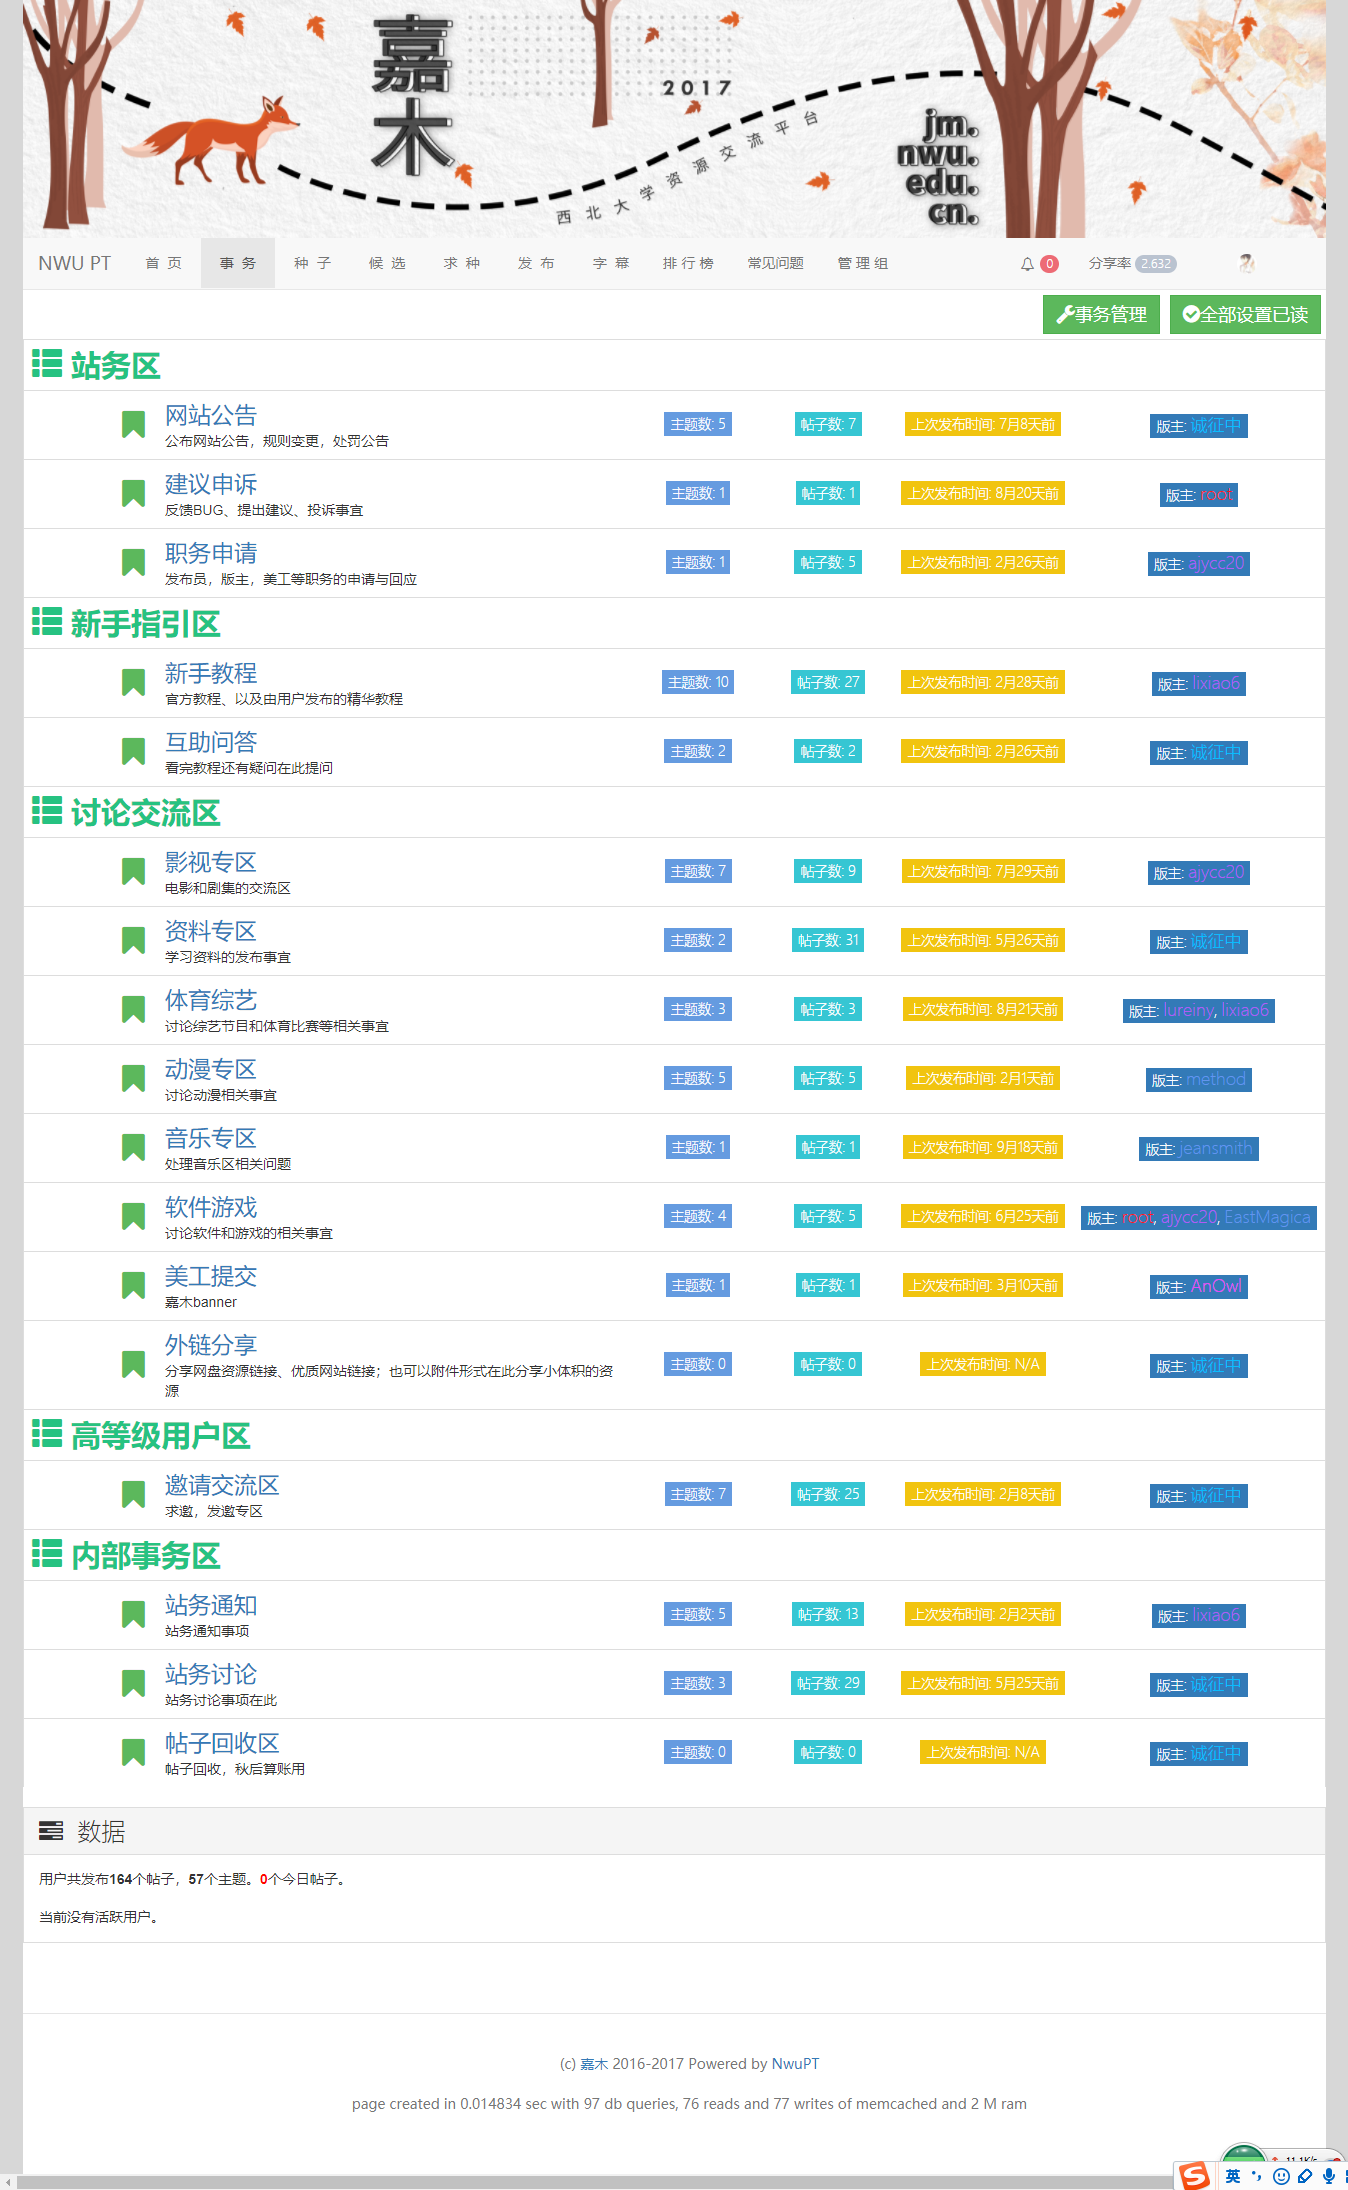 嘉木
2017
西北大学资源交流平台
jm.
nwu.
edu.
cn.
NWU PT 首 页 事 务 种 子 候 选 求 种 发 布 字 幕 排 行 榜 常见问题 管 理 组 0 分享率 2.632
事务管理 全部设置已读
站务区
网站公告
公布网站公告，规则变更，处罚公告
主题数: 5 帖子数: 7 上次发布时间: 7月8天前 版主: 诚征中
建议申诉
反馈BUG、提出建议、投诉事宜
主题数: 1 帖子数: 1 上次发布时间: 8月20天前 版主: root
职务申请
发布员，版主，美工等职务的申请与回应
主题数: 1 帖子数: 5 上次发布时间: 2月26天前 版主: ajycc20
新手指引区
新手教程
官方教程、以及由用户发布的精华教程
主题数: 10 帖子数: 27 上次发布时间: 2月28天前 版主: lixiao6
互助问答
看完教程还有疑问在此提问
主题数: 2 帖子数: 2 上次发布时间: 2月26天前 版主: 诚征中
讨论交流区
影视专区
电影和剧集的交流区
主题数: 7 帖子数: 9 上次发布时间: 7月29天前 版主: ajycc20
资料专区
学习资料的发布事宜
主题数: 2 帖子数: 31 上次发布时间: 5月26天前 版主: 诚征中
体育综艺
讨论综艺节目和体育比赛等相关事宜
主题数: 3 帖子数: 3 上次发布时间: 8月21天前 版主: lureiny, lixiao6
动漫专区
讨论动漫相关事宜
主题数: 5 帖子数: 5 上次发布时间: 2月1天前 版主: method
音乐专区
处理音乐区相关问题
主题数: 1 帖子数: 1 上次发布时间: 9月18天前 版主: jeansmith
软件游戏
讨论软件和游戏的相关事宜
主题数: 4 帖子数: 5 上次发布时间: 6月25天前 版主: root, ajycc20, EastMagica
美工提交
嘉木banner
主题数: 1 帖子数: 1 上次发布时间: 3月10天前 版主: AnOwl
外链分享
分享网盘资源链接、优质网站链接；也可以附件形式在此分享小体积的资
源
主题数: 0 帖子数: 0 上次发布时间: N/A 版主: 诚征中
高等级用户区
邀请交流区
求邀，发邀专区
主题数: 7 帖子数: 25 上次发布时间: 2月8天前 版主: 诚征中
内部事务区
站务通知
站务通知事项
主题数: 5 帖子数: 13 上次发布时间: 2月2天前 版主: lixiao6
站务讨论
站务讨论事项在此
主题数: 3 帖子数: 29 上次发布时间: 5月25天前 版主: 诚征中
帖子回收区
帖子回收，秋后算账用
主题数: 0 帖子数: 0 上次发布时间: N/A 版主: 诚征中
数据
用户共发布164个帖子，57个主题。0个今日帖子。
当前没有活跃用户。
(c) 嘉木 2016-2017 Powered by NwuPT
page created in 0.014834 sec with 97 db queries, 76 reads and 77 writes of memcached and 2 M ram
英